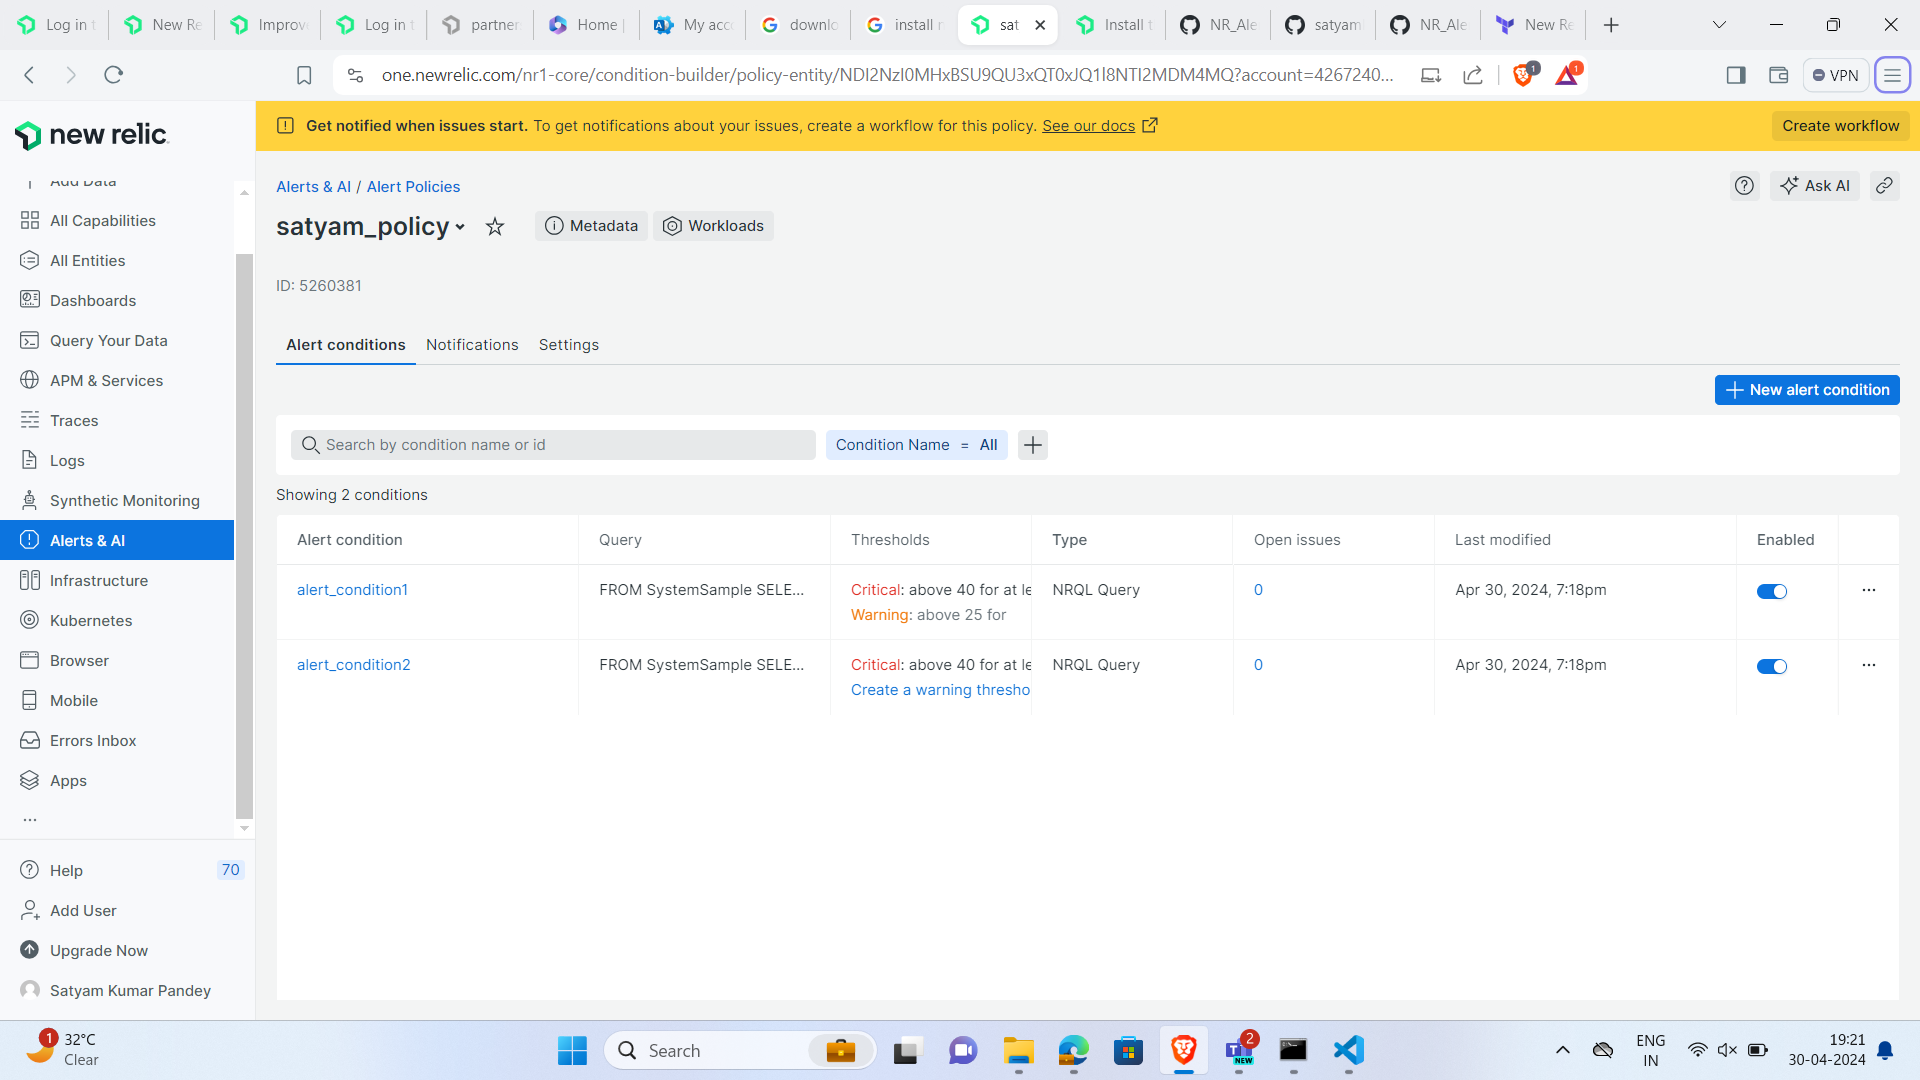 Log in t
New Re
Improv
Log in t
partner
Home |
My acc
downlo
install n
sat
Install t
NR_Ale
satyam
NR_Ale
New Re
one.newrelic.com/nr1-core/condition-builder/policy-entity/
?account=4267240...
1
1
VPN
new relic
Get notified when issues start. To get notifications about your issues, create a workflow for this policy. See our docs
Create workflow
Add Data
All Capabilities
All Entities
Dashboards
Query Your Data
APM & Services
Traces
Logs
Synthetic Monitoring
Alerts & AI
Infrastructure
Kubernetes
Browser
Mobile
Errors Inbox
Apps
...
Help 70
Add User
Upgrade Now
Satyam Kumar Pandey
Alerts & AI / Alert Policies
Ask AI
satyam_policy
Metadata
Workloads
ID: 5260381
Alert conditions Notifications Settings
New alert condition
Search by condition name or id
Condition Name = All
Showing 2 conditions
Alert condition Query Thresholds Type Open issues Last modified Enabled
alert_condition1 FROM SystemSample SELE... Critical: above 40 for at le NRQL Query 0 Apr 30, 2024, 7:18pm ...
Warning: above 25 for
alert_condition2 FROM SystemSample SELE... Critical: above 40 for at le NRQL Query 0 Apr 30, 2024, 7:18pm ...
Create a warning thresho
1
32°C
Clear
Search
2
NEW
ENG
IN
19:21
30-04-2024